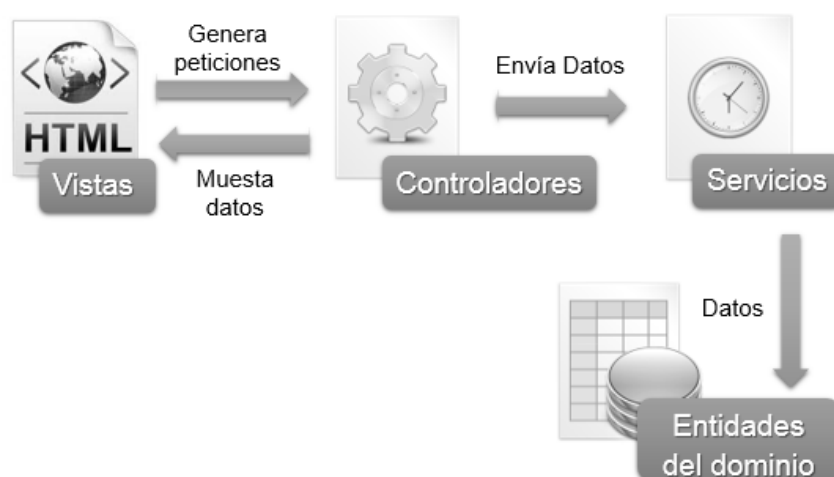 Genera
peticiones
Envía Datos
< >
HTML
Vistas
Muesta
datos
Controladores
Servicios
Datos
Entidades
del dominio